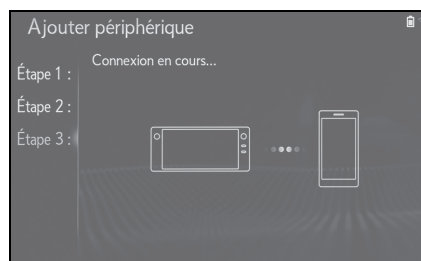 Ajouter périphérique
Connexion en cours...
Étape 1 :
Étape 2 :
Étape 3 :